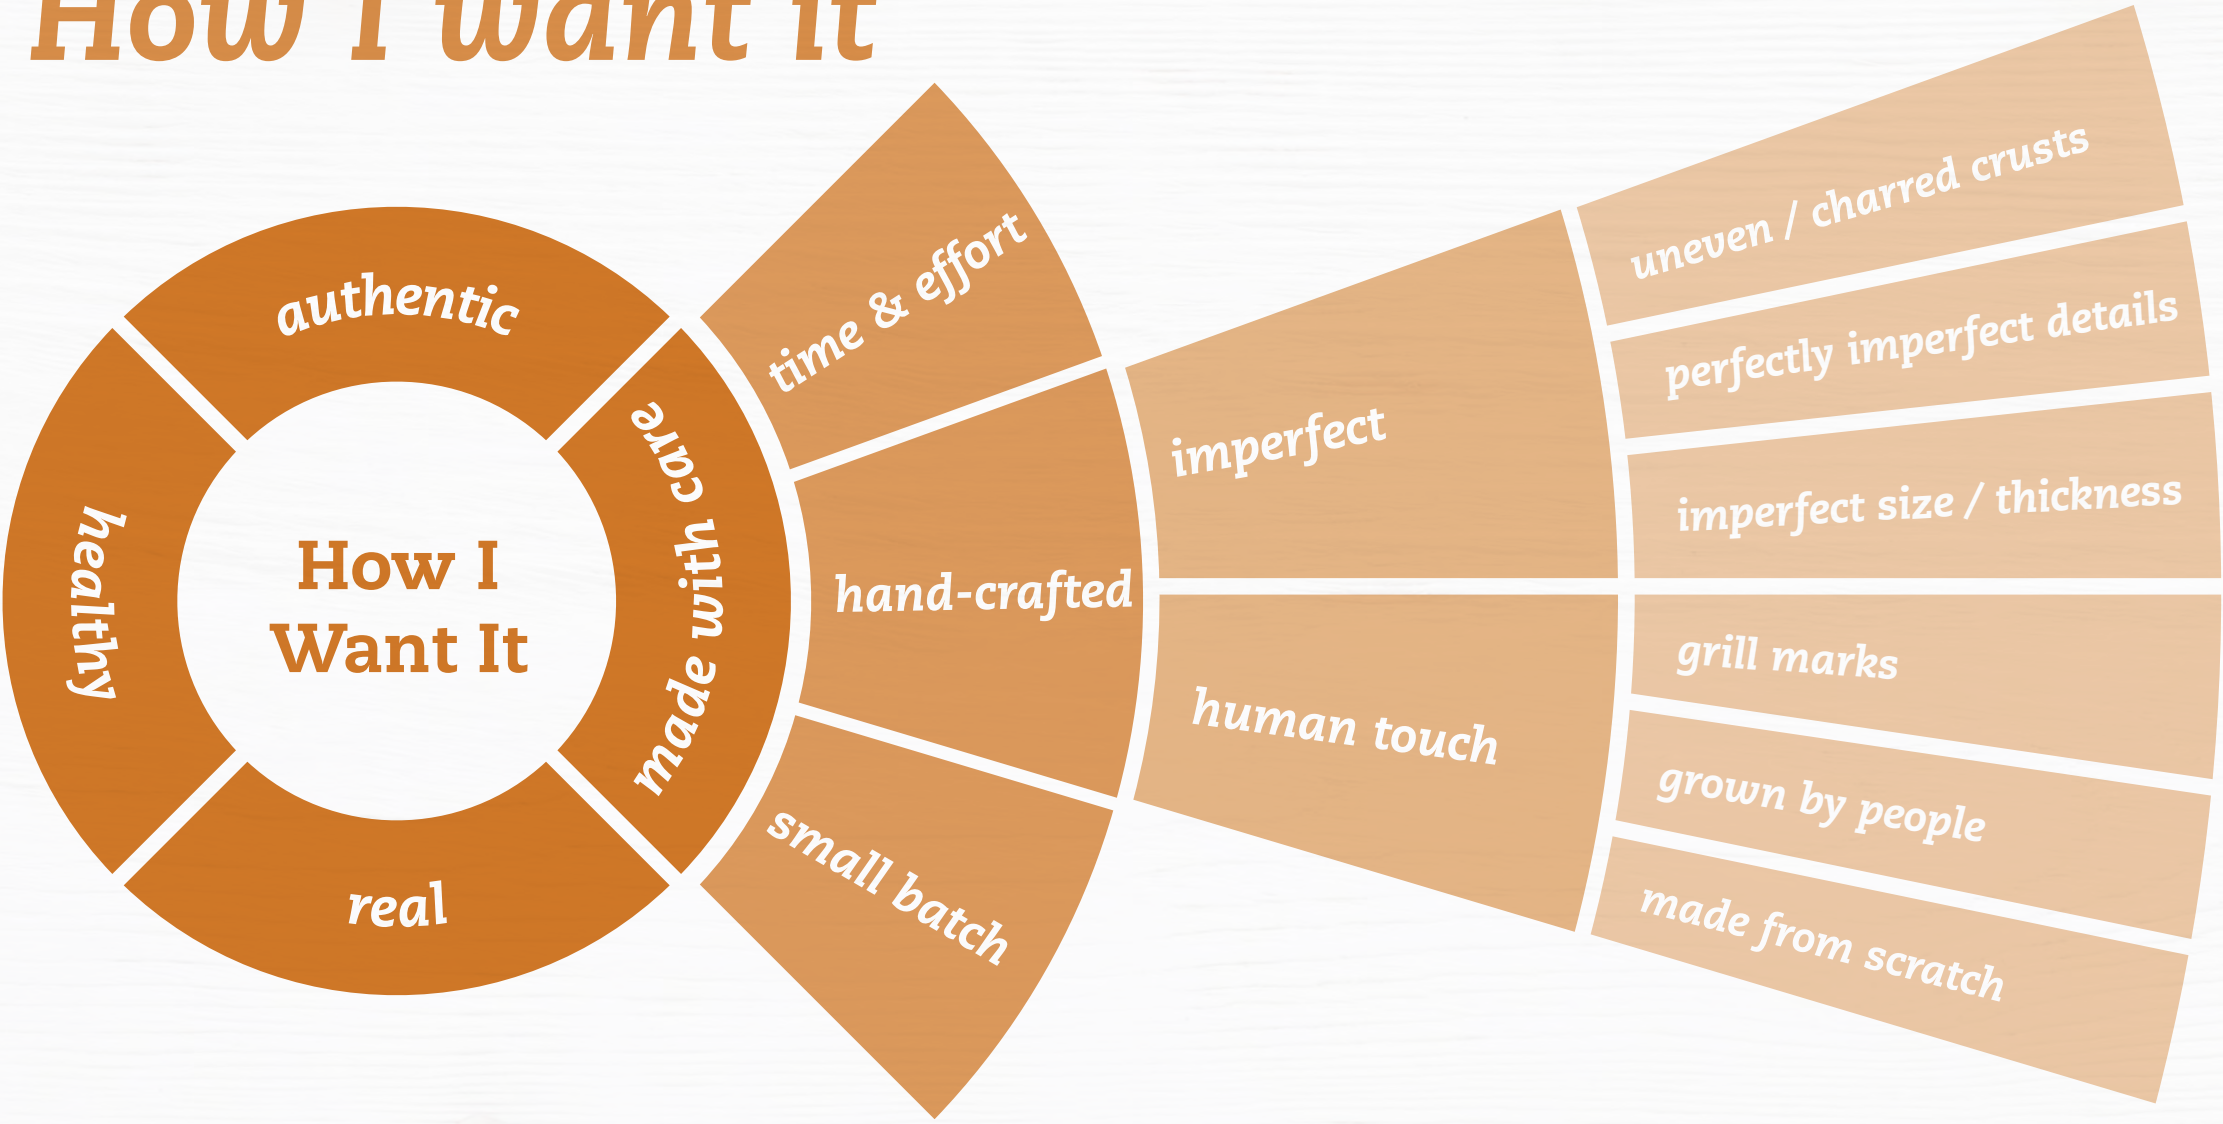 How I want it
authentic
healthy
How I
Want It
made with care
real
time & effort
hand-crafted
small batch
imperfect
human touch
uneven / charred crusts
perfectly imperfect details
imperfect size / thickness
grill marks
grown by people
made from scratch